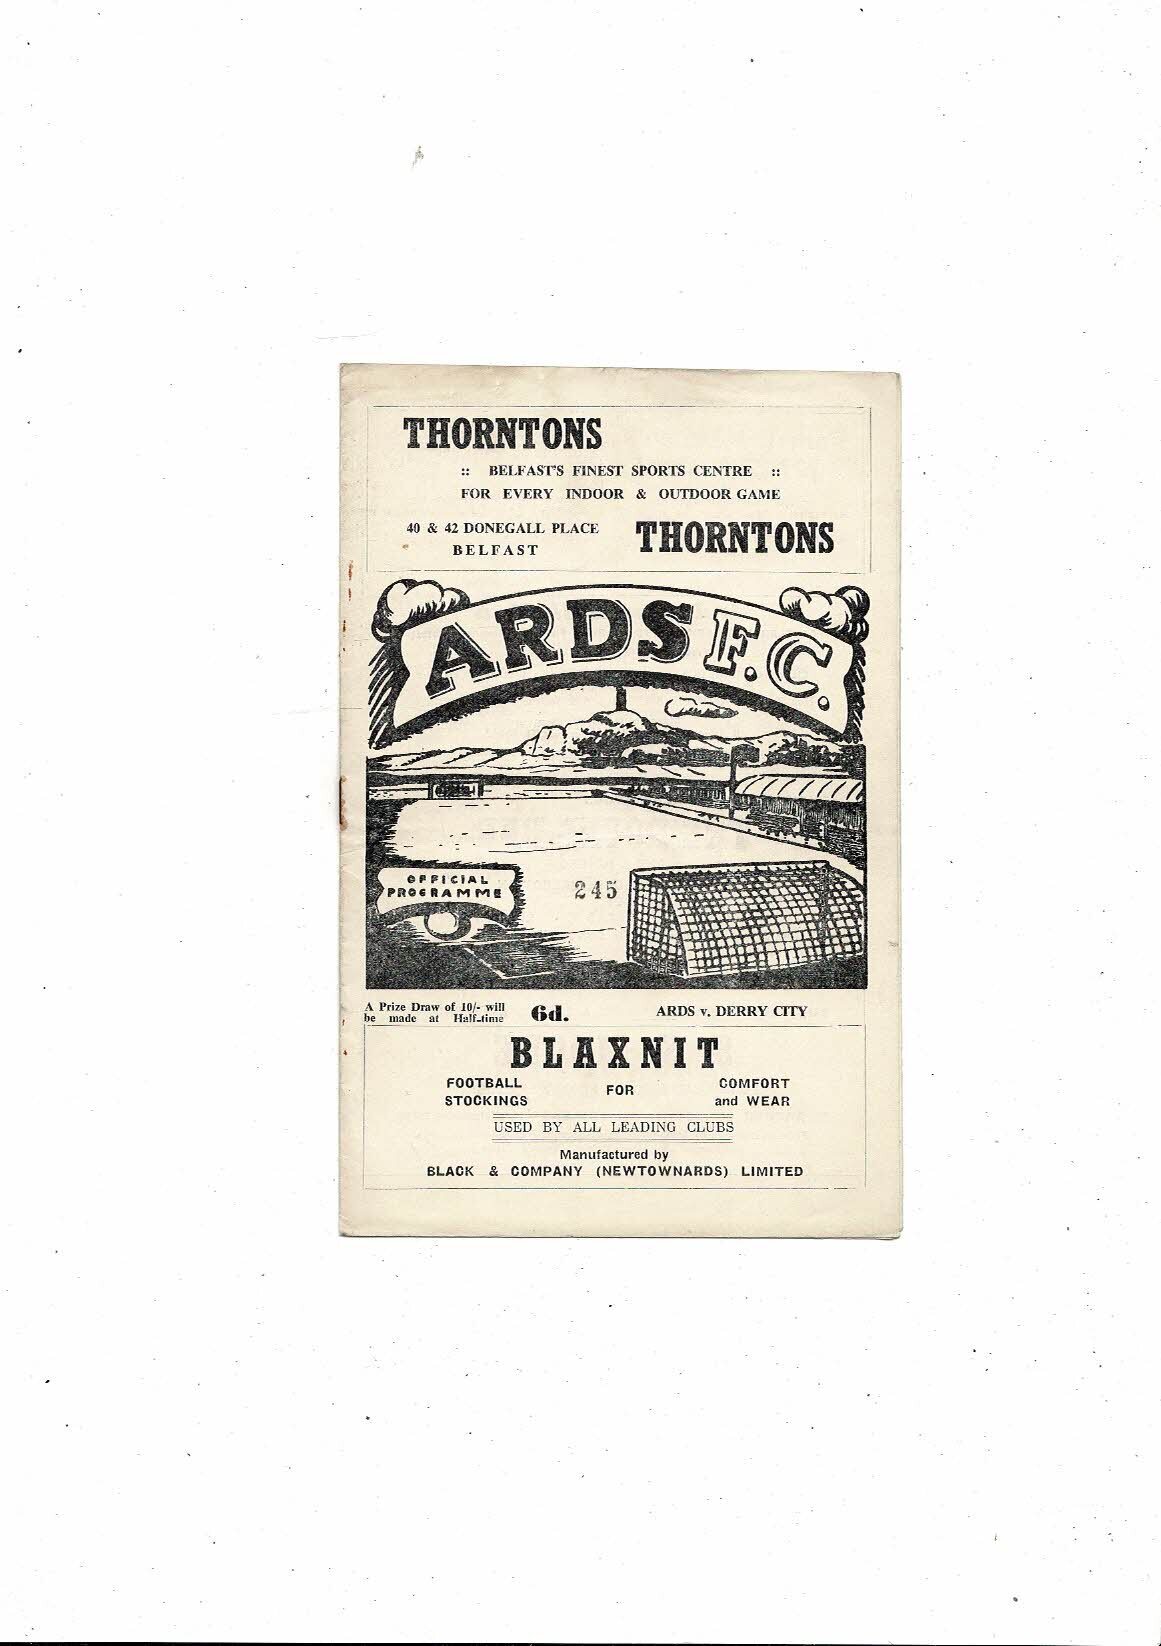 THORNTONS
:: BELFAST'S FINEST SPORTS CENTRE ::
FOR EVERY INDOOR & OUTDOOR GAME
40 & 42 DONEGALL PLACE
BELFAST
THORNTONS
ARDS F.C.
OFFICIAL
PROGRAMME
245
A Prize Draw of 10/- will
be made at Half-time
6d.
ARDS v. DERRY CITY
BLAXNIT
FOOTBALL
STOCKINGS
FOR
COMFORT
and WEAR
USED BY ALL LEADING CLUBS
Manufactured by
BLACK & COMPANY (NEWTOWNARDS) LIMITED